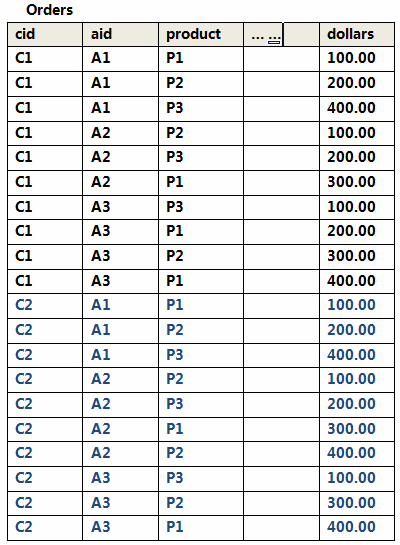 Orders
cid aid product ... ... dollars
C1 A1 P1 100.00
C1 A1 P2 200.00
C1 A1 P3 400.00
C1 A2 P2 100.00
C1 A2 P3 200.00
C1 A2 P1 300.00
C1 A3 P3 100.00
C1 A3 P1 200.00
C1 A3 P2 300.00
C1 A3 P1 400.00
C2 A1 P1 100.00
C2 A1 P2 200.00
C2 A1 P3 400.00
C2 A2 P2 100.00
C2 A2 P3 200.00
C2 A2 P1 300.00
C2 A2 P2 400.00
C2 A3 P3 100.00
C2 A3 P2 300.00
C2 A3 P1 400.00